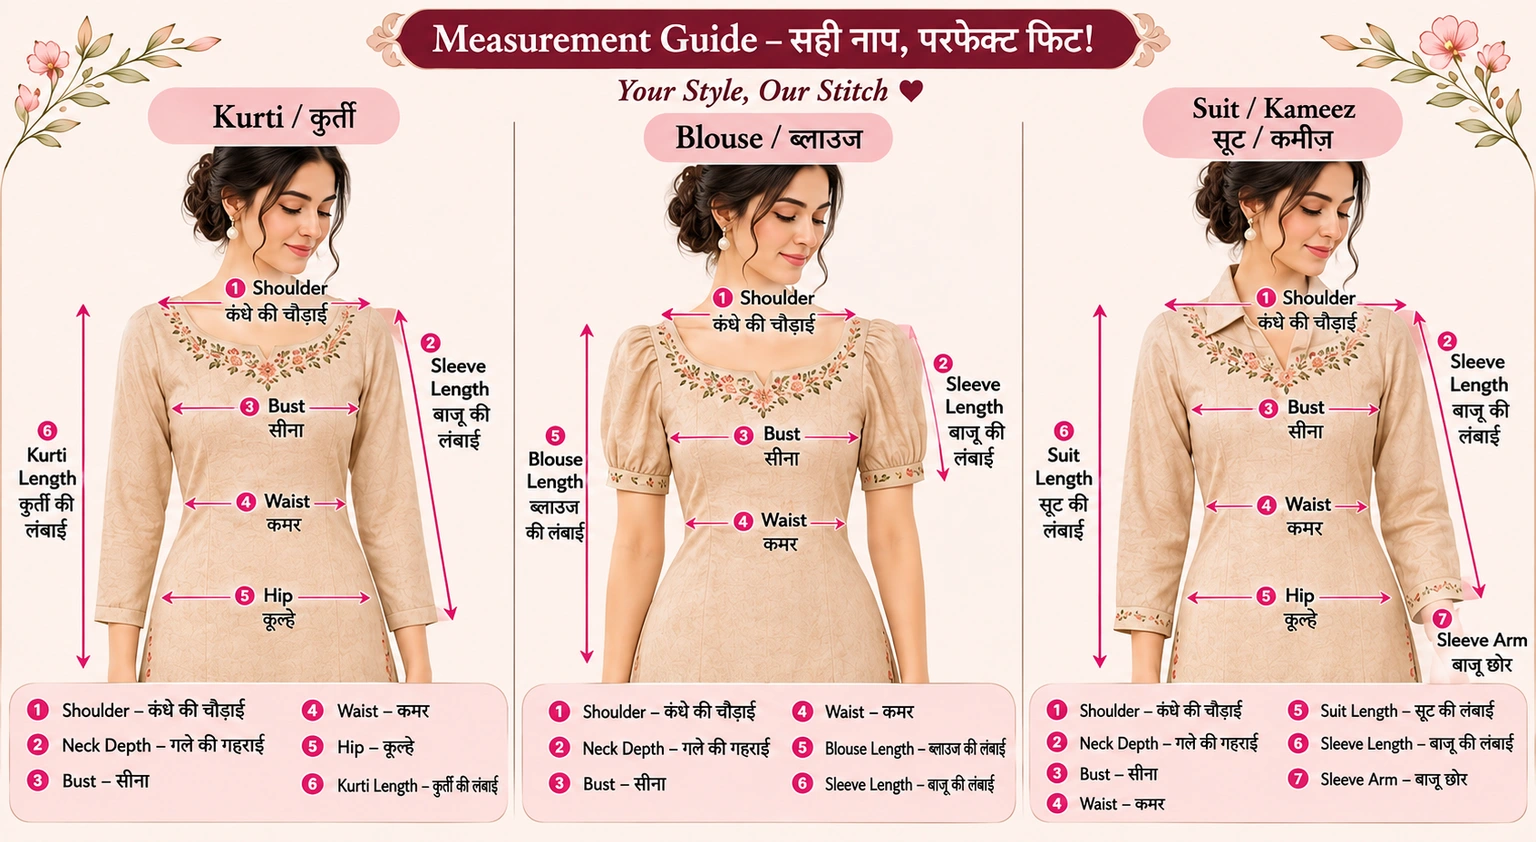 Measurement Guide – सही नाप, परफेक्ट फिट!
Your Style, Our Stitch
Kurti / कुर्ती
1 Shoulder
कंधे की चौड़ाई
2
Sleeve
Length
बाजू की
लंबाई
3 Bust
सीना
6
Kurti
Length
कुर्ती की
लंबाई
4 Waist
कमर
5 Hip
कूल्हे
1 Shoulder – कंधे की चौड़ाई
2 Neck Depth – गले की गहराई
3 Bust – सीना
4 Waist – कमर
5 Hip – कूल्हे
6 Kurti Length – कुर्ती की लंबाई
Blouse / ब्लाउज
1 Shoulder
कंधे की चौड़ाई
2
Sleeve
Length
बाजू की
लंबाई
3 Bust
सीना
5
Blouse
Length
ब्लाउज
की लंबाई
4 Waist
कमर
1 Shoulder – कंधे की चौड़ाई
2 Neck Depth – गले की गहराई
3 Bust – सीना
4 Waist – कमर
5 Blouse Length – ब्लाउज की लंबाई
6 Sleeve Length – बाजू की लंबाई
Suit / Kameez
सूट / कमीज़
1 Shoulder
कंधे की चौड़ाई
2
Sleeve
Length
बाजू की
लंबाई
3 Bust
सीना
6
Suit
Length
सूट की
लंबाई
4 Waist
कमर
5 Hip
कूल्हे
7
Sleeve Arm
बाजू छोर
1 Shoulder – कंधे की चौड़ाई
2 Neck Depth – गले की गहराई
3 Bust – सीना
4 Waist – कमर
5 Suit Length – सूट की लंबाई
6 Sleeve Length – बाजू की लंबाई
7 Sleeve Arm – बाजू छोर